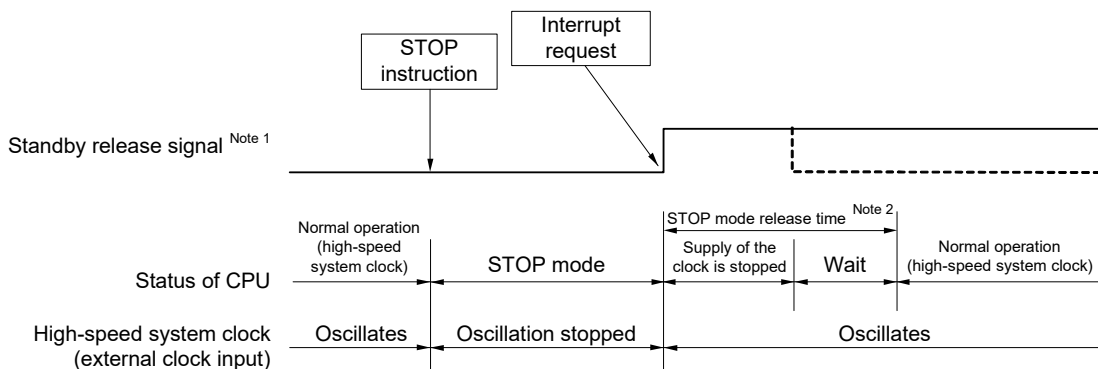 STOP
instruction
Interrupt
request
Standby release signal Note 1
STOP mode release time Note 2
Normal operation
(high-speed
system clock)
Supply of the
clock is stopped
Normal operation
(high-speed system clock)
Status of CPU
STOP mode
Wait
High-speed system clock
(external clock input)
Oscillates
Oscillation stopped
Oscillates